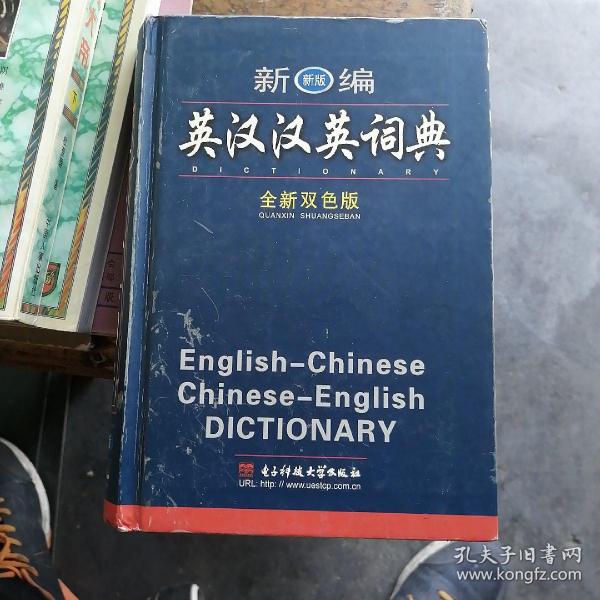 新 新版 编
英汉汉英词典
DICTIONARY
全新双色版
QUANXIN SHUANGSEBAN
English-Chinese
Chinese-English
DICTIONARY
电子科技大学出版社
URL: http: // www.uestcp.com.cn
下
孔夫子旧书网
www.kongfz.com